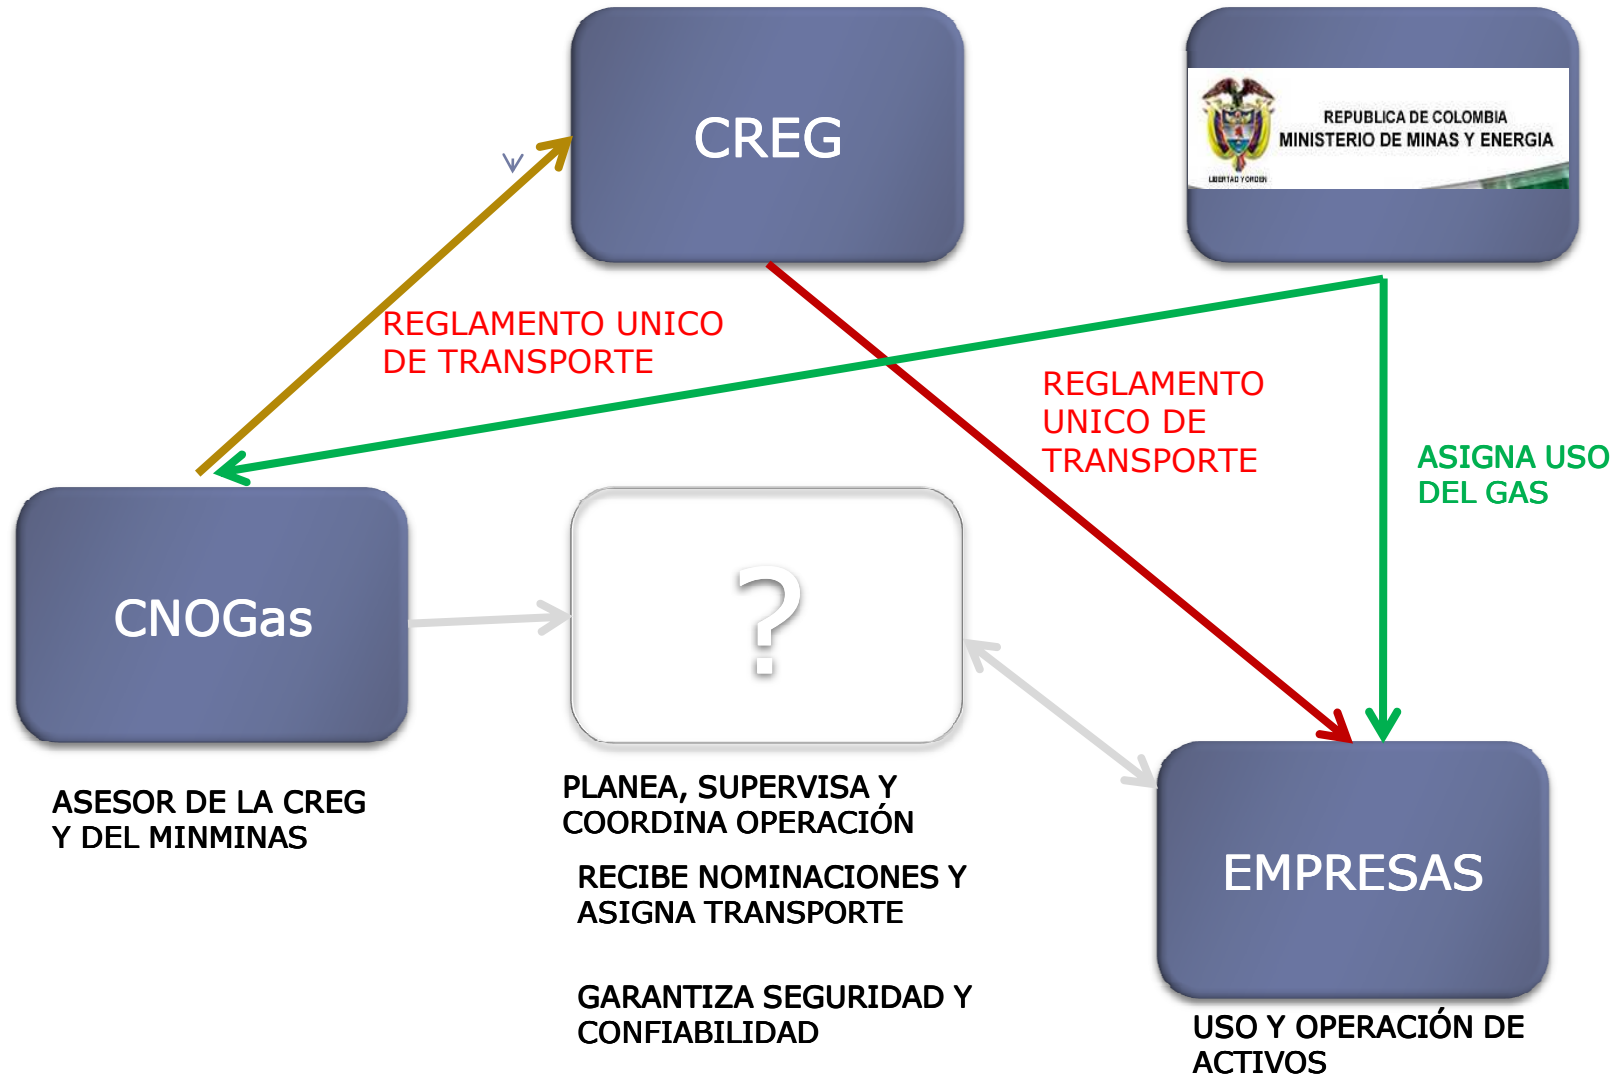 CREG
REPUBLICA DE COLOMBIA
MINISTERIO DE MINAS Y ENERGIA
LIBERTAD Y ORDEN
REGLAMENTO UNICO
DE TRANSPORTE
REGLAMENTO
UNICO DE
TRANSPORTE
ASIGNA USO
DEL GAS
CNOGas
?
ASESOR DE LA CREG
Y DEL MINMINAS
PLANEA, SUPERVISA Y
COORDINA OPERACIÓN
RECIBE NOMINACIONES Y
ASIGNA TRANSPORTE
GARANTIZA SEGURIDAD Y
CONFIABILIDAD
EMPRESAS
USO Y OPERACIÓN DE
ACTIVOS